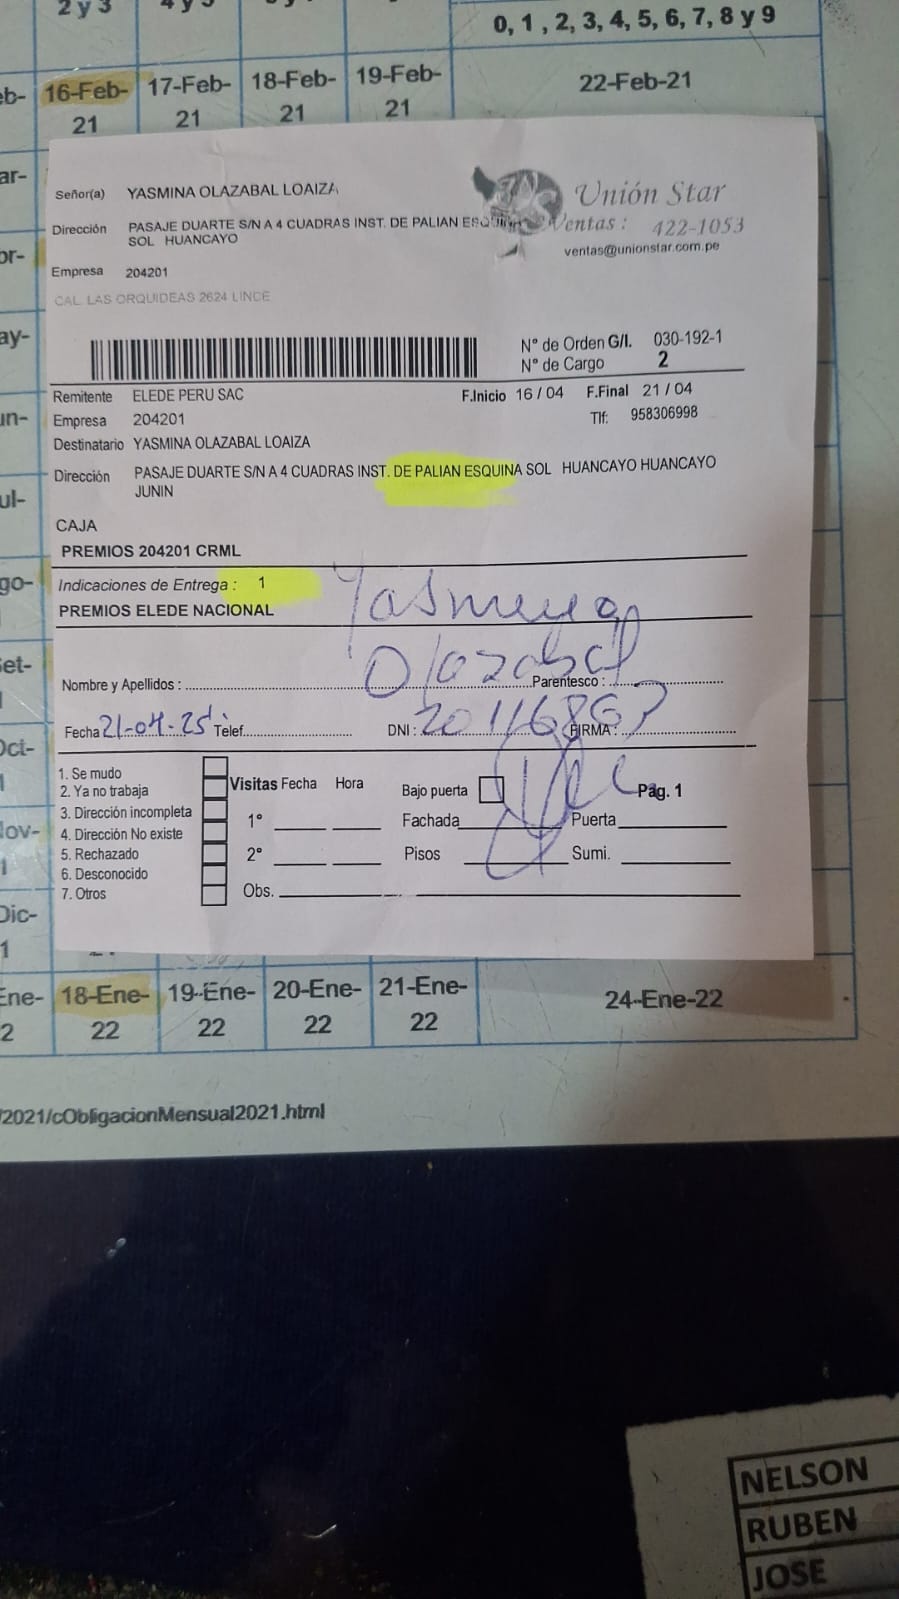 2 y 3
4 y 5
0, 1 , 2, 3, 4, 5, 6, 7, 8 y 9
eb-
16-Feb-21
17-Feb-21
18-Feb-21
19-Feb-21
22-Feb-21
ar-
Señor(a) YASMINA OLAZABAL LOAIZA
Unión Star
Dirección PASAJE DUARTE S/N A 4 CUADRAS INST. DE PALIAN ESQUINA
SOL HUANCAYO
Ventas : 422-1053
ventas@unionstar.com.pe
Empresa 204201
CAL. LAS ORQUIDEAS 2624 LINCE
N° de Orden G/I. 030-192-1
N° de Cargo 2
Remitente ELEDE PERU SAC
F.Inicio 16 / 04 F.Final 21 / 04
Empresa 204201
Tlf: 958306998
Destinatario YASMINA OLAZABAL LOAIZA
Dirección PASAJE DUARTE S/N A 4 CUADRAS INST. DE PALIAN ESQUINA SOL HUANCAYO HUANCAYO
JUNIN
CAJA
PREMIOS 204201 CRML
Indicaciones de Entrega : 1
PREMIOS ELEDE NACIONAL
Yasmina
Olazabal
Nombre y Apellidos : Parentesco :
Fecha 21-04-25 Telef. DNI : FIRMA :
1. Se mudo
2. Ya no trabaja
3. Dirección incompleta
4. Dirección No existe
5. Rechazado
6. Desconocido
7. Otros
Visitas Fecha Hora
1°
2°
Obs.
Bajo puerta
Pág. 1
Fachada Puerta
Pisos Sumi.
18-Ene-22
19-Ene-22
20-Ene-22
21-Ene-22
24-Ene-22
/2021/cObligacionMensual2021.html
NELSON
RUBEN
JOSE